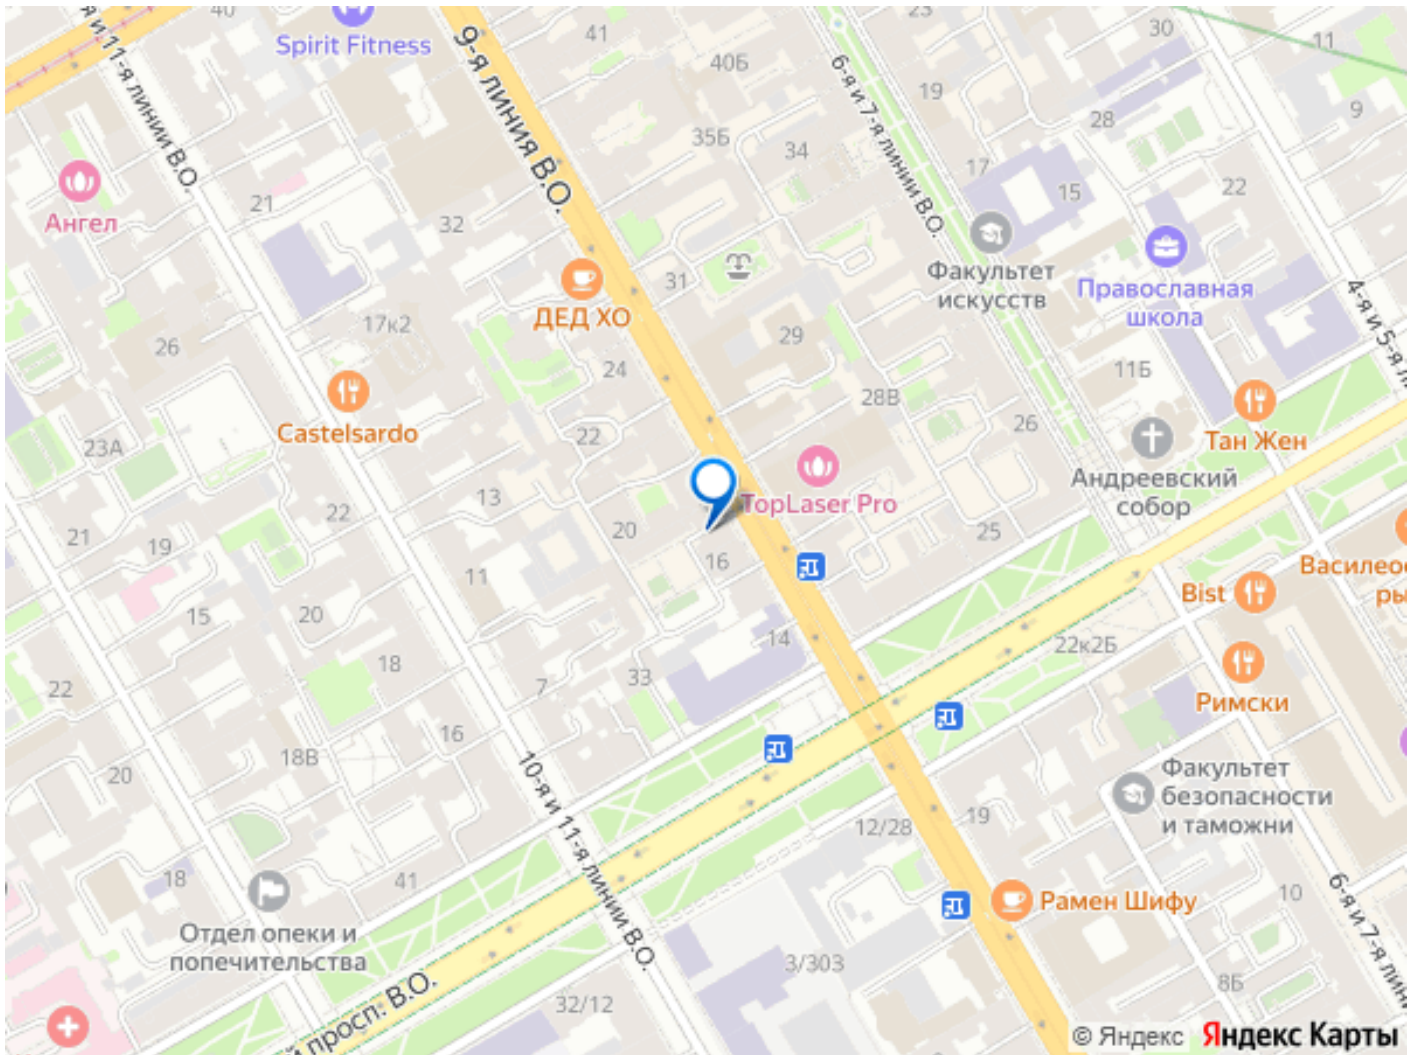 40
Spirit Fitness
41
23
30
11
я и 11-я линии В.О.
9-я линия В.О.
40Б
6-я и 7-я линии В.О.
19
9
28
35Б
34
17
Ангел
21
32
15
22
Факультет
искусств
Православная
школа
31
ДЕД ХО
17к2
29
4-я и 5-я
26
24
11Б
28В
Castelsardo
22
26
Тан Жен
23А
Андреевский
собор
TopLaser Pro
13
22
20
21
19
25
16
11
Bist
Василео
ры
15
20
14
22к2Б
18
33
7
22
Римски
16
18В
20
10-я и 11-я линии В.О.
Факультет
безопасности
и таможни
19
12/28
18
41
10
6-я и 7-я лини
Рамен Шифу
Отдел опеки и
попечительства
3/303
8Б
32/12
й просп. В.О.
© Яндекс Яндекс Карты